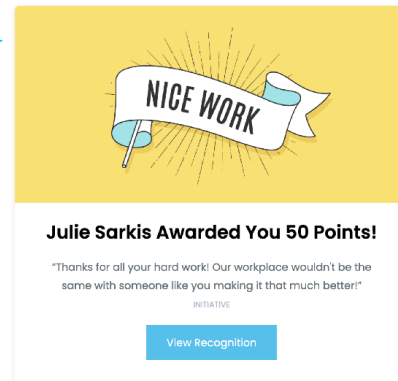 NICE WORK
Julie Sarkis Awarded You 50 Points!
“Thanks for all your hard work! Our workplace wouldn't be the
same with someone like you making it that much better!”
INITIATIVE
View Recognition